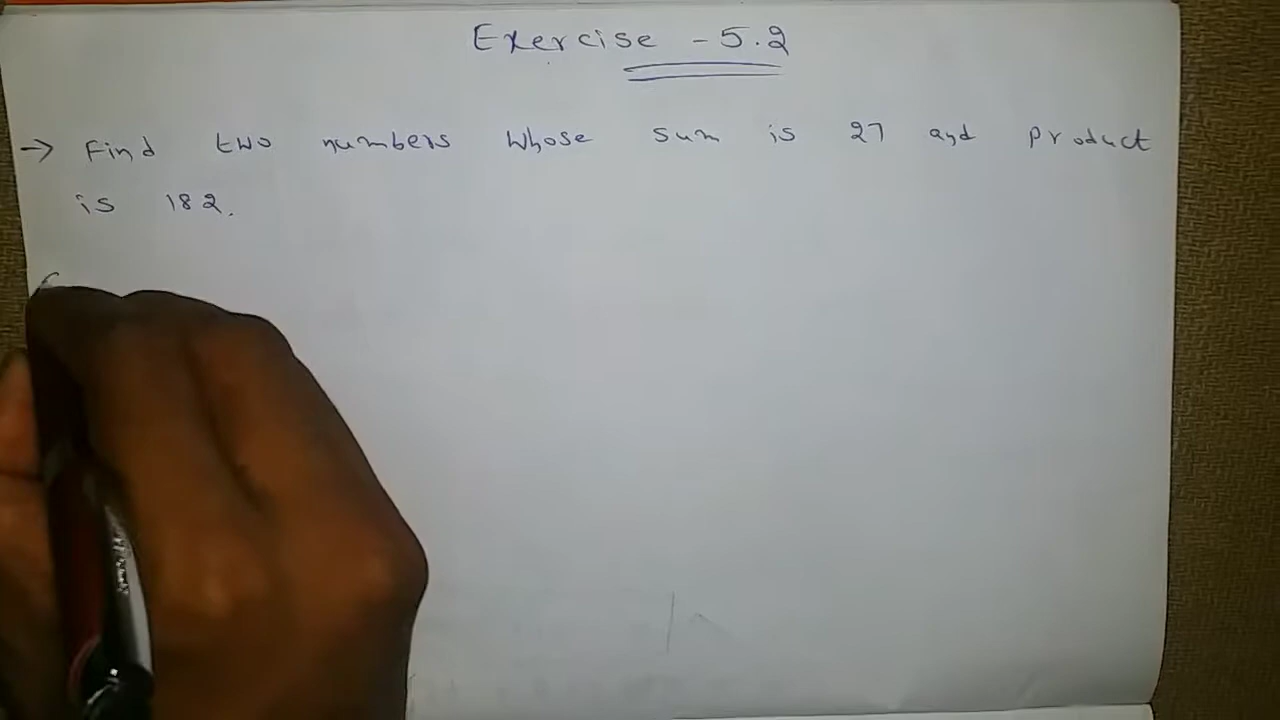 Exercise - 5.2
→ Find two numbers whose sum is 27 and product
is 182.